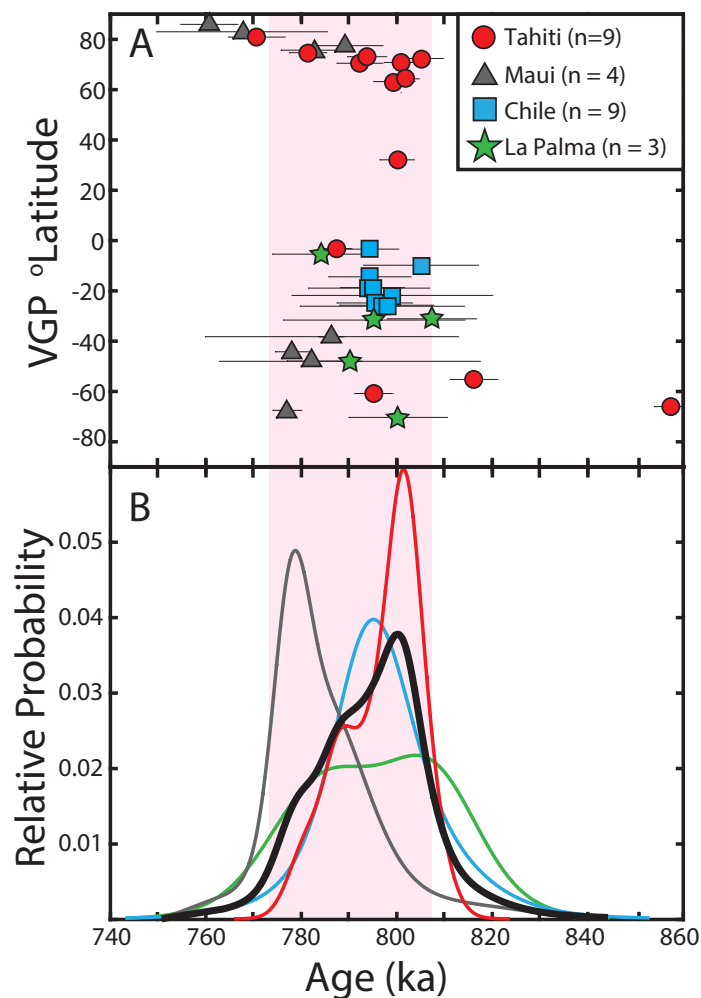 A
Tahiti (n=9)
Maui (n = 4)
Chile (n = 9)
La Palma (n = 3)
VGP ºLatitude
80
60
40
20
0
-20
-40
-60
-80
B
Relative Probability
0.05
0.04
0.03
0.02
0.01
740 760 780 800 820 840 860
Age (ka)